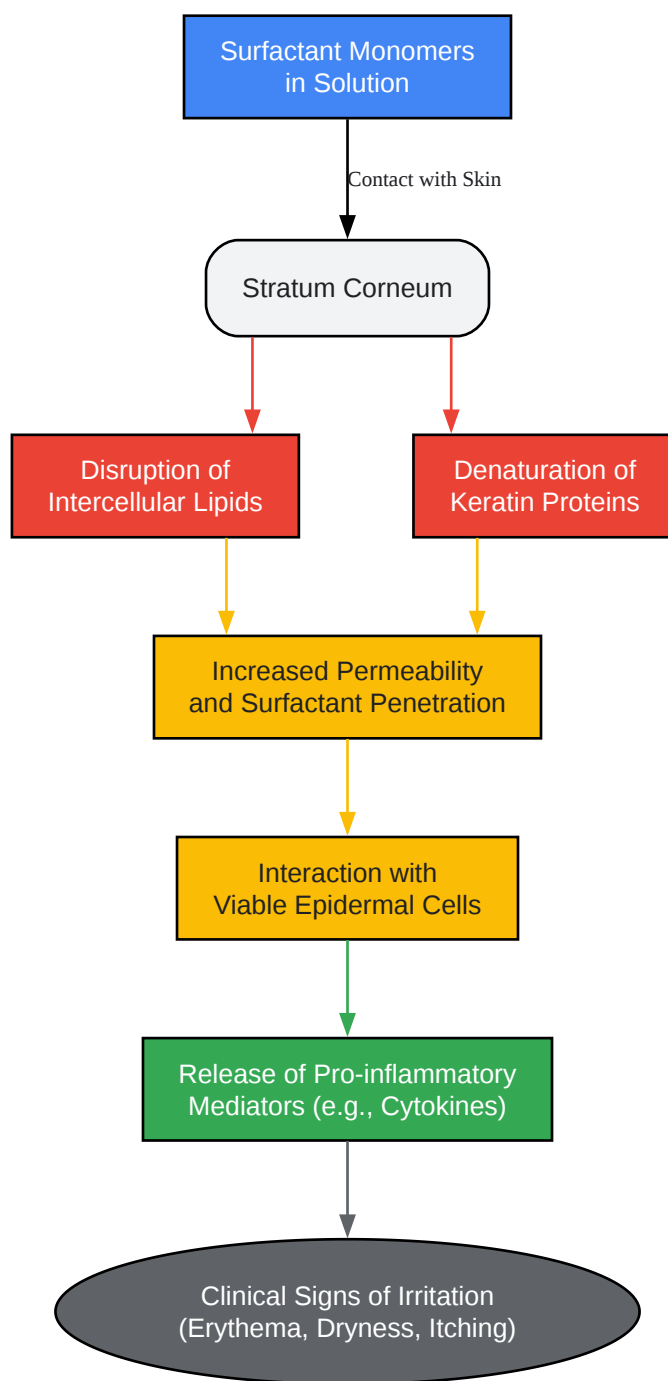 Surfactant Monomers
in Solution
Contact with Skin
Stratum Corneum
Disruption of
Intercellular Lipids
Denaturation of
Keratin Proteins
Increased Permeability
and Surfactant Penetration
Interaction with
Viable Epidermal Cells
Release of Pro-inflammatory
Mediators (e.g., Cytokines)
Clinical Signs of Irritation
(Erythema, Dryness, Itching)